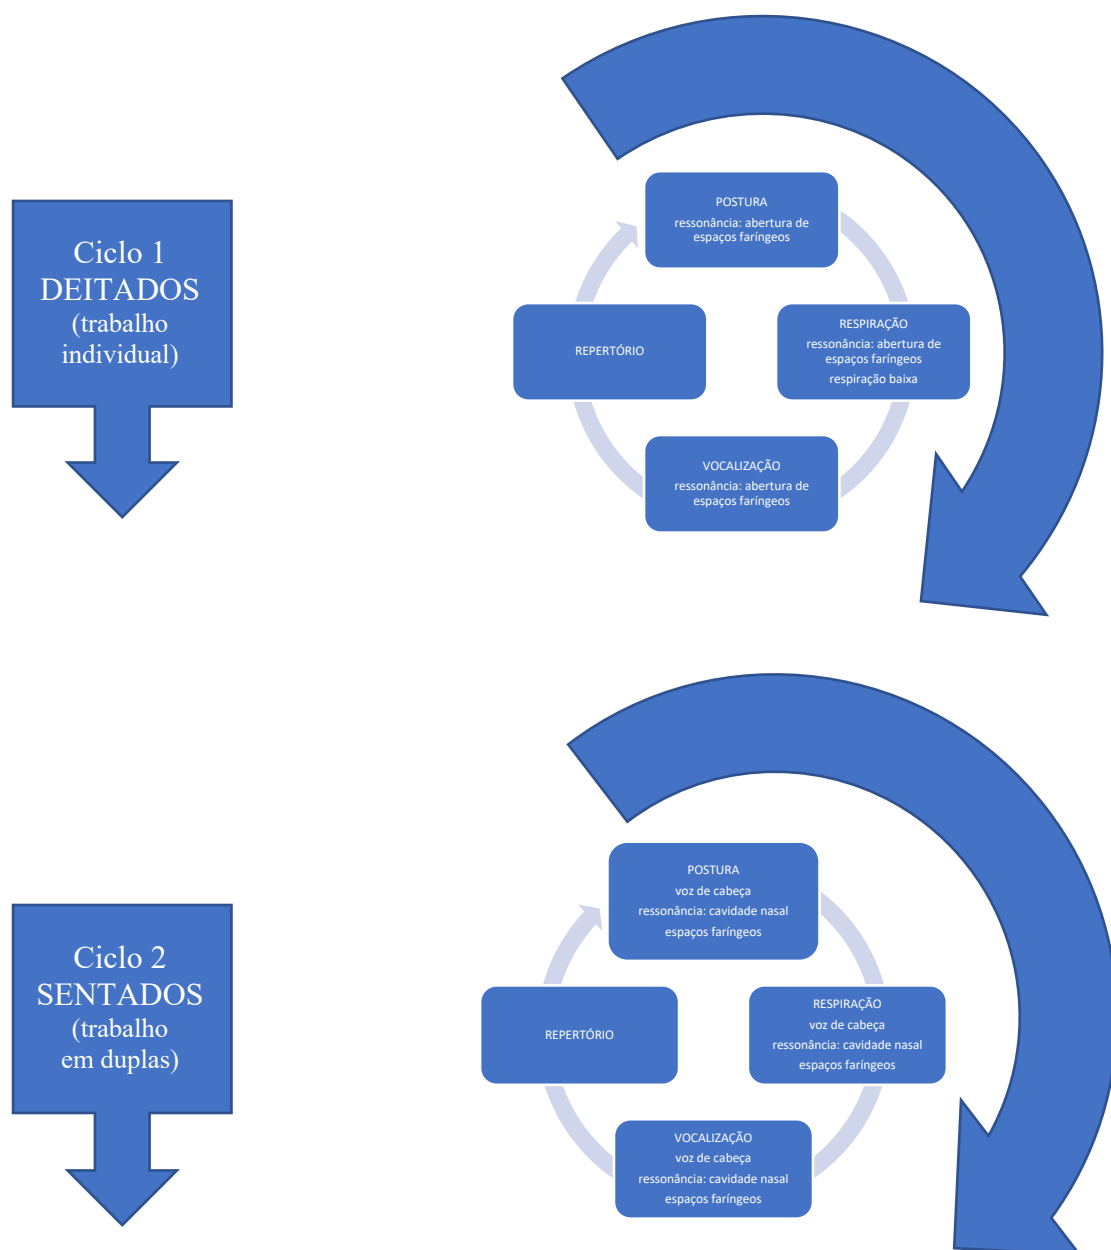 Ciclo 1
DEITADOS
(trabalho
individual)
POSTURA
ressonância: abertura de
espaços faríngeos
RESPIRAÇÃO
ressonância: abertura de
espaços faríngeos
respiração baixa
VOCALIZAÇÃO
ressonância: abertura de
espaços faríngeos
REPERTÓRIO
Ciclo 2
SENTADOS
(trabalho
em duplas)
POSTURA
voz de cabeça
ressonância: cavidade nasal
espaços faríngeos
RESPIRAÇÃO
voz de cabeça
ressonância: cavidade nasal
espaços faríngeos
VOCALIZAÇÃO
voz de cabeça
ressonância: cavidade nasal
espaços faríngeos
REPERTÓRIO